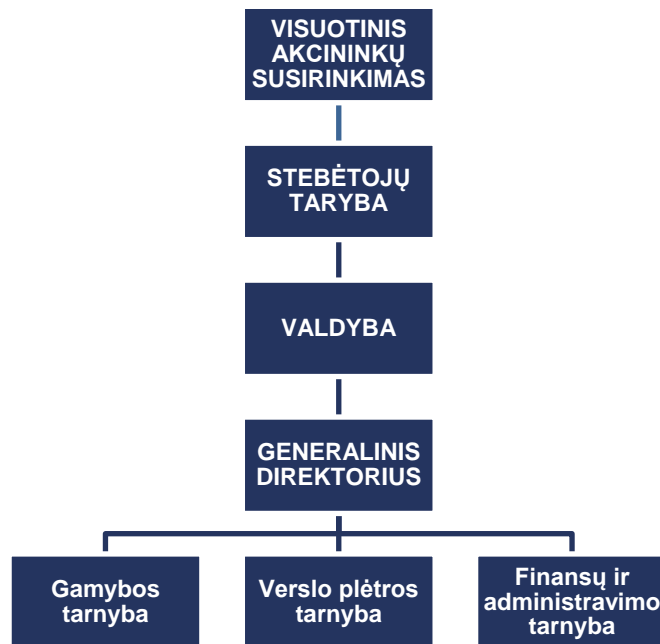 VISUOTINIS
AKCININKŲ
SUSIRINKIMAS
STEBĖTOJŲ
TARYBA
VALDYBA
GENERALINIS
DIREKTORIUS
Gamybos
tarnyba
Verslo plėtros
tarnyba
Finansų ir
administravimo
tarnyba